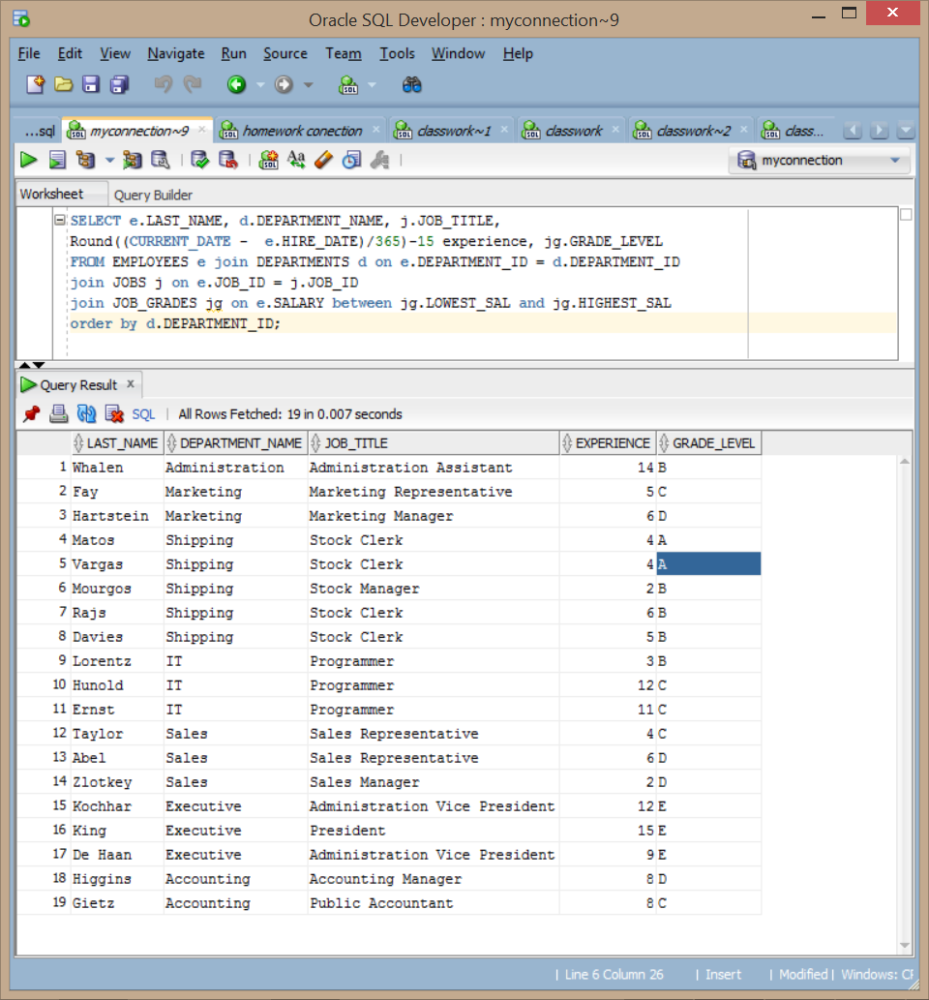 Oracle SQL Developer : myconnection~9
File Edit View Navigate Run Source Team Tools Window Help
...sql myconnection~9 homework conection classwork~1 classwork classwork~2 class...
myconnection
Worksheet Query Builder
SELECT e.LAST_NAME, d.DEPARTMENT_NAME, j.JOB_TITLE,
Round((CURRENT_DATE - e.HIRE_DATE)/365)-15 experience, jg.GRADE_LEVEL
FROM EMPLOYEES e join DEPARTMENTS d on e.DEPARTMENT_ID = d.DEPARTMENT_ID
join JOBS j on e.JOB_ID = j.JOB_ID
join JOB_GRADES jg on e.SALARY between jg.LOWEST_SAL and jg.HIGHEST_SAL
order by d.DEPARTMENT_ID;
Query Result x
SQL | All Rows Fetched: 19 in 0.007 seconds
LAST_NAME DEPARTMENT_NAME JOB_TITLE EXPERIENCE GRADE_LEVEL
1 Whalen Administration Administration Assistant 14 B
2 Fay Marketing Marketing Representative 5 C
3 Hartstein Marketing Marketing Manager 6 D
4 Matos Shipping Stock Clerk 4 A
5 Vargas Shipping Stock Clerk 4 A
6 Mourgos Shipping Stock Manager 2 B
7 Rajs Shipping Stock Clerk 6 B
8 Davies Shipping Stock Clerk 5 B
9 Lorentz IT Programmer 3 B
10 Hunold IT Programmer 12 C
11 Ernst IT Programmer 11 C
12 Taylor Sales Sales Representative 4 C
13 Abel Sales Sales Representative 6 D
14 Zlotkey Sales Sales Manager 2 D
15 Kochhar Executive Administration Vice President 12 E
16 King Executive President 15 E
17 De Haan Executive Administration Vice President 9 E
18 Higgins Accounting Accounting Manager 8 D
19 Gietz Accounting Public Accountant 8 C
| Line 6 Column 26 | Insert | Modified | Windows: CF